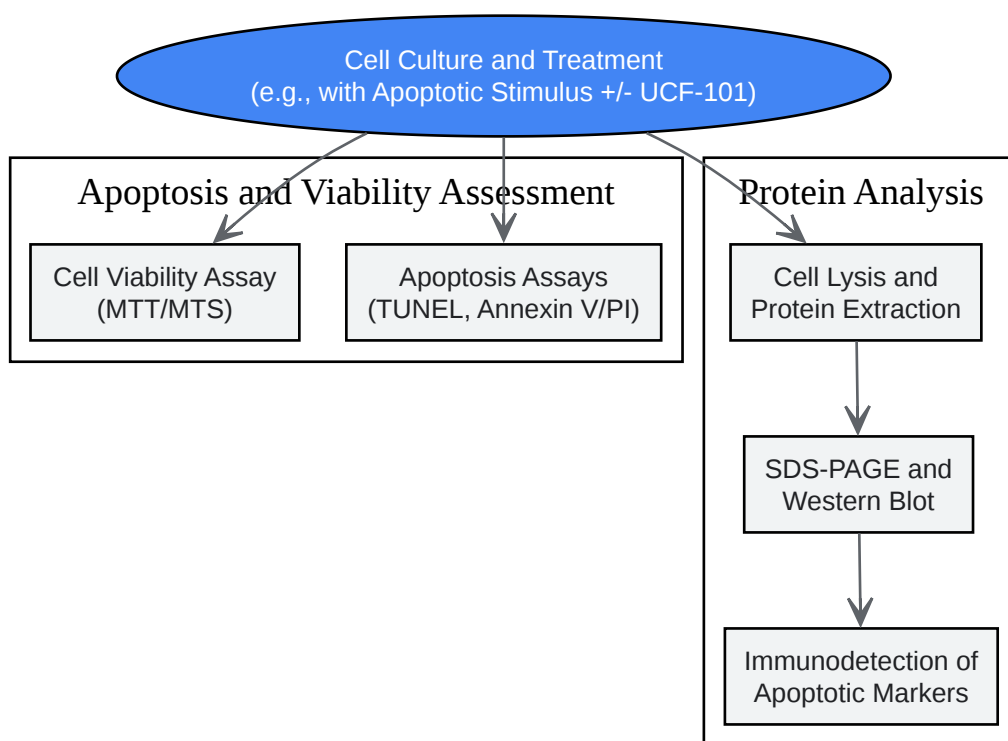 Cell Culture and Treatment
(e.g., with Apoptotic Stimulus +/- UCF-101)
Apoptosis and Viability Assessment
Cell Viability Assay
(MTT/MTS)
Apoptosis Assays
(TUNEL, Annexin V/PI)
Protein Analysis
Cell Lysis and
Protein Extraction
SDS-PAGE and
Western Blot
Immunodetection of
Apoptotic Markers